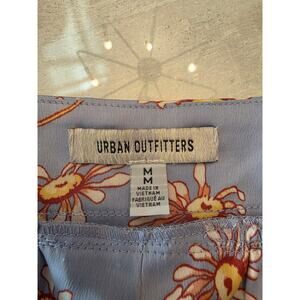 URBAN OUTFITTERS
M
M
MADE IN
VIETNAM
FABRIQUÉ AU
VIETNAM